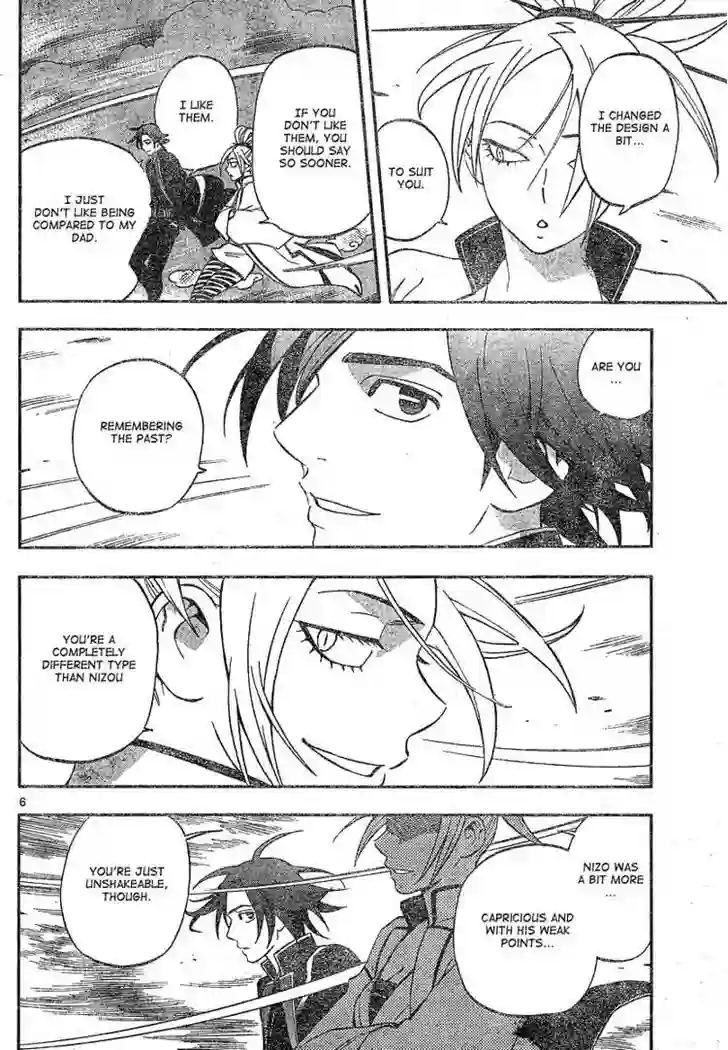 I CHANGED
THE DESIGN A
BIT...
TO SUIT
YOU.
IF YOU
DON'T LIKE
THEM, YOU
SHOULD SAY
SO SOONER.
I LIKE
THEM.
I JUST
DON'T LIKE BEING
COMPARED TO MY
DAD.
ARE YOU
...
REMEMBERING
THE PAST?
YOU'RE A
COMPLETELY
DIFFERENT TYPE
THAN NIZOU
6
NIZO WAS
A BIT MORE
...
CAPRICIOUS AND
WITH HIS WEAK
POINTS...
YOU'RE JUST
UNSHAKEABLE,
THOUGH.